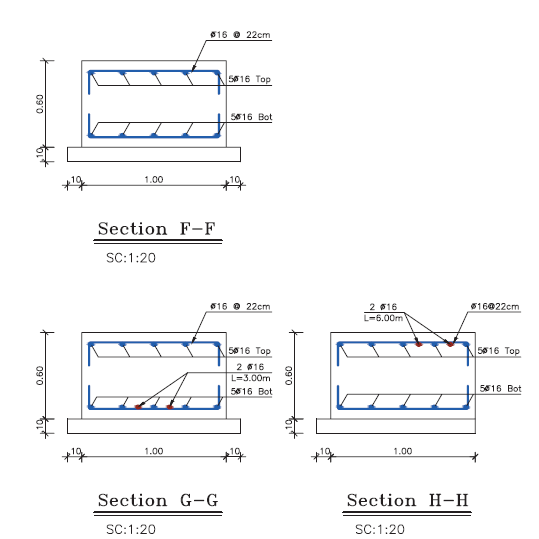 Ø16 @ 22cm
5Ø16 Top
0.60
5Ø16 Bot
10
10 1.00 10
Section F-F
SC:1:20
Ø16 @ 22cm
5Ø16 Top
2 Ø16
L=3.00m
0.60
5Ø16 Bot
10
10 1.00 10
Section G-G
SC:1:20
2 Ø16
L=6.00m
Ø16@22cm
5Ø16 Top
0.60
5Ø16 Bot
10
10 1.00
Section H-H
SC:1:20